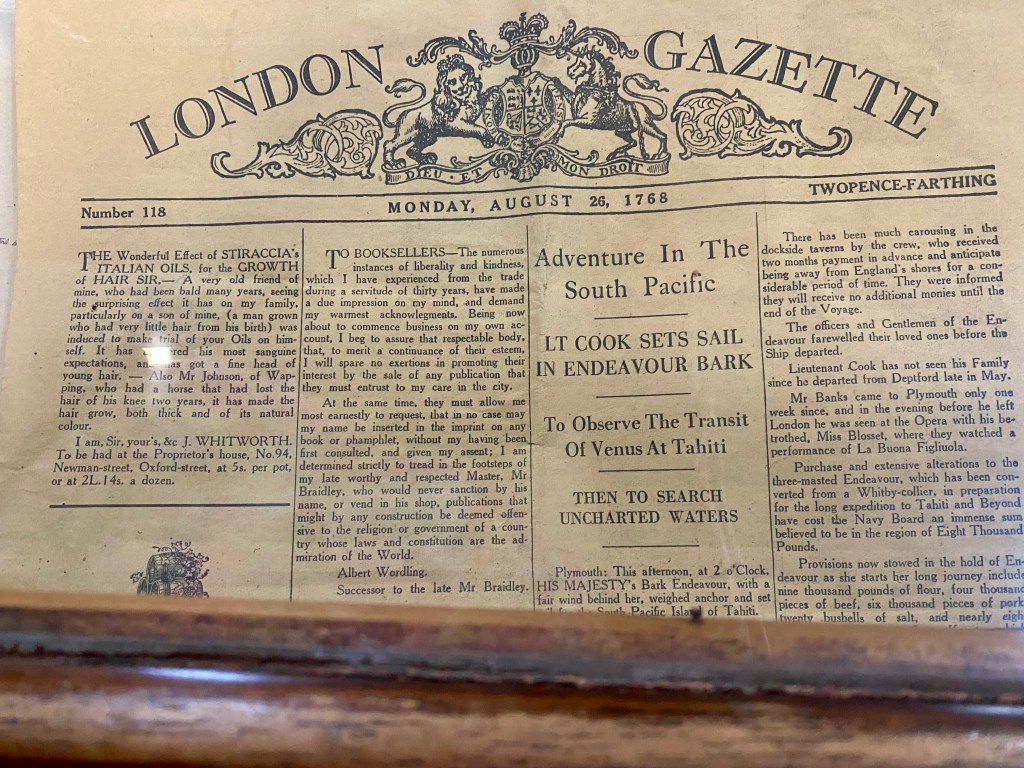 LONDON GAZETTE
DIEU · ET MON DROIT
Number 118
MONDAY, AUGUST 26, 1768
TWOPENCE-FARTHING
THE Wonderful Effect of STIRACCIA's
ITALIAN OILS, for the GROWTH
of HAIR SIR,— A very old friend of
mine, who had been bald many years, seeing
the surprising effect it has on my family,
particularly on a son of mine, (a man grown
who had very little hair from his birth) was
induced to make trial of your Oils on him-
self. It has his most sanguine
expectations, has got a fine head of
young hair. — Also Mr Johnson, of Wap-
ping, who had a horse that had lost the
hair of his knee two years, it has made the
hair grow, both thick and of its natural
colour.
I am, Sir, your's, &c J. WHITWORTH.
To be had at the Proprietor's house, No.94,
Newman-street, Oxford-street, at 5s. per pot,
or at 2L.14s. a dozen.
TO BOOKSELLERS—The numerous
instances of liberality and kindness,
which I have experienced from the trade
during a servitude of thirty years, have made
a due impression on my mind, and demand
my warmest acknowlegments. Being now
about to commence business on my own ac-
count, I beg to assure that respectable body,
that, to merit a continuance of their esteem,
I will spare no exertions in promoting their
interest by the sale of any publication that
they must entrust to my care in the city.
At the same time, they must allow me
most earnestly to request, that in no case may
my name be inserted in the imprint on any
book or phamphlet, without my having been
first consulted, and given my assent; I am
determined strictly to tread in the footsteps of
my late worthy and respected Master, Mr
Braidley, who would never sanction by his
name, or vend in his shop, publications that
might by any construction be deemed offen-
sive to the religion or government of a coun-
try whose laws and constitution are the ad-
miration of the World.
Albert Wordling.
Successor to the late Mr Braidley.
Adventure In The
South Pacific
LT COOK SETS SAIL
IN ENDEAVOUR BARK
To Observe The Transit
Of Venus At Tahiti
THEN TO SEARCH
UNCHARTED WATERS
Plymouth: This afternoon, at 2 o'Clock,
HIS MAJESTY's Bark Endeavour, with a
fair wind behind her, weighed anchor and set
for the South Pacific Island of Tahiti.
There has been much carousing in the
dockside taverns by the crew, who received
two months payment in advance and anticipate
being away from England's shores for a con-
siderable period of time. They were informed
they will receive no additional monies until the
end of the Voyage.
The officers and Gentlemen of the En-
deavour farewelled their loved ones before the
Ship departed.
Lieutenant Cook has not seen his Family
since he departed from Deptford late in May.
Mr Banks came to Plymouth only one
week since, and in the evening before he left
London he was seen at the Opera with his be-
trothed, Miss Blosset, where they watched a
performance of La Buona Figliuola.
Purchase and extensive alterations to the
three-masted Endeavour, which has been con-
verted from a Whitby-collier, in preparation
for the long expedition to Tahiti and Beyond
have cost the Navy Board an immense sum
believed to be in the region of Eight Thousand
Pounds.
Provisions now stowed in the hold of En-
deavour as she starts her long journey include
nine thousand pounds of flour, four thousand
pieces of beef, six thousand pieces of pork
twenty bushells of salt, and nearly eigh